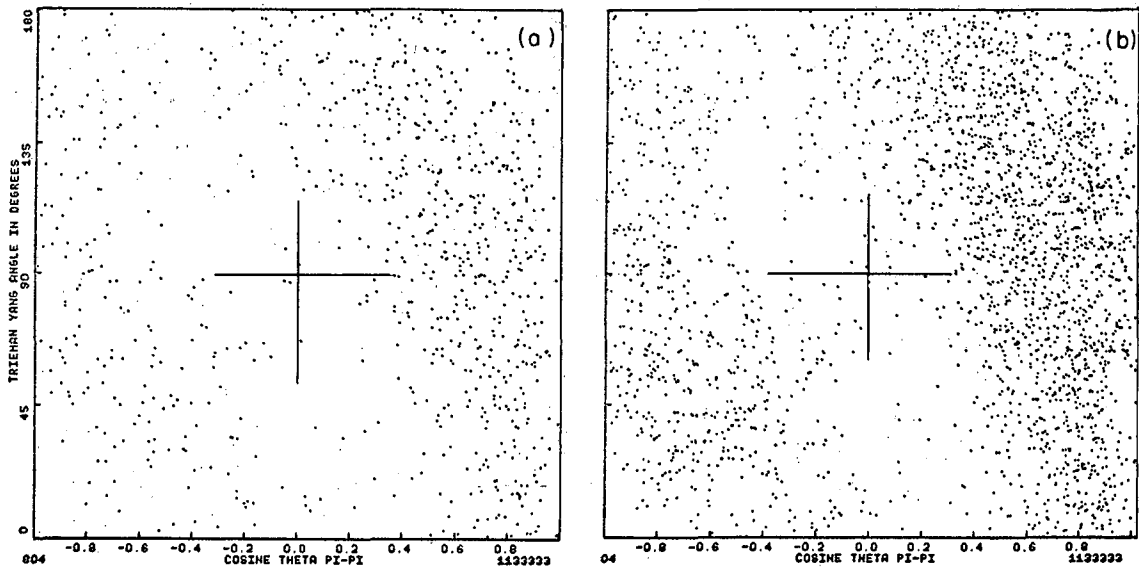 (a)
180
135
90
45
0
TRIEMAN YANG ANGLE IN DEGREES
-0.8 -0.6 -0.4 -0.2 0.0 0.2 0.4 0.6 0.8
804 COSINE THETA PI-PI 1133333
(b)
-0.8 -0.6 -0.4 -0.2 0.0 0.2 0.4 0.6 0.8
04 COSINE THETA PI-PI 1133333